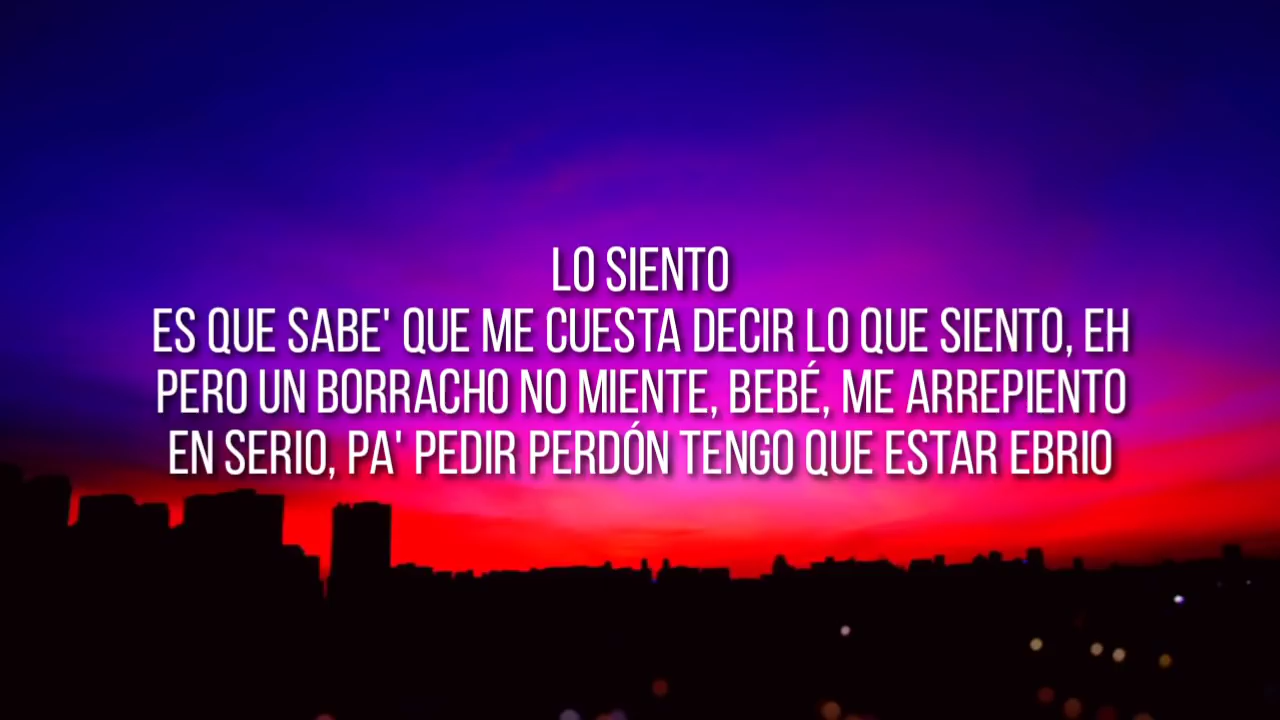 LO SIENTO
ES QUE SABE' QUE ME CUESTA DECIR LO QUE SIENTO, EH
PERO UN BORRACHO NO MIENTE, BEBÉ, ME ARREPIENTO
EN SERIO, PA' PEDIR PERDÓN TENGO QUE ESTAR EBRIO